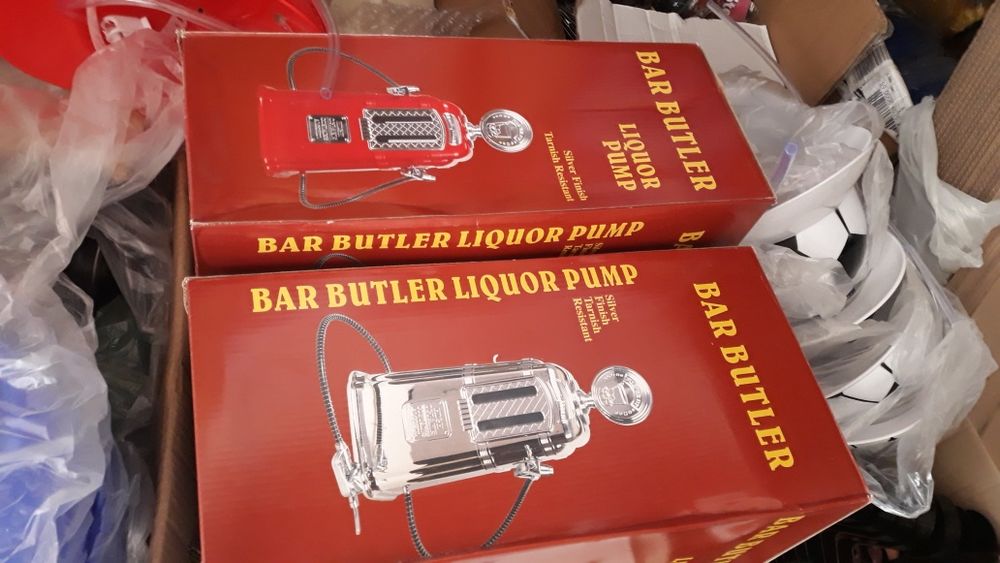 BAR BUTLER
LIQUOR
PUMP
Silver Finish
Tarnish Resistant
BAR BUTLER LIQUOR PUMP
BAR BUTLER LIQUOR PUMP
Silver
Finish
Tarnish
Resistant
BAR BUTLER